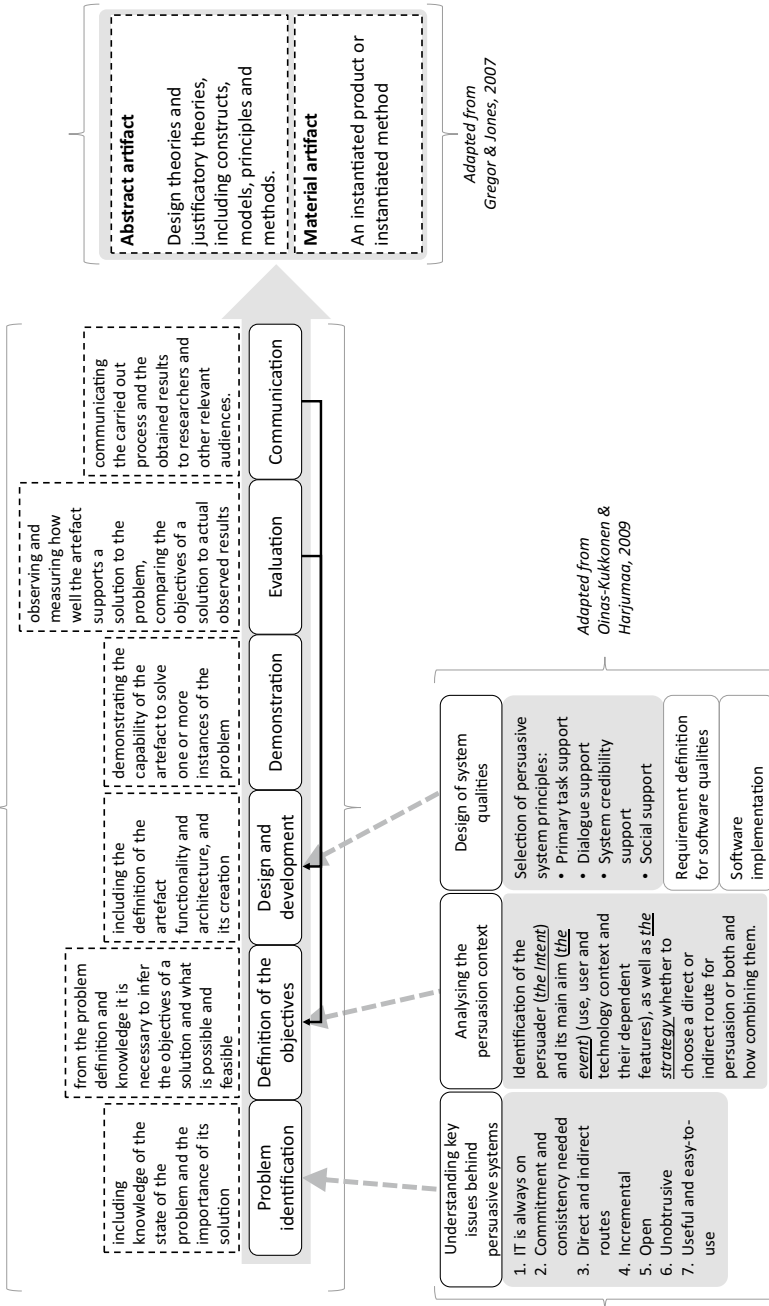 including
knowledge of the
state of the
problem and the
importance of its
solution
from the problem
definition and
knowledge it is
necessary to infer
the objectives of a
solution and what
is possible and
feasible
including the
definition of the
artefact
functionality and
architecture, and
its creation
demonstrating the
capability of the
artefact to solve
one or more
instances of the
problem
observing and
measuring how
well the artefact
supports a
solution to the
problem,
comparing the
objectives of a
solution to actual
observed results
communicating
the carried out
process and the
obtained results
to researchers and
other relevant
audiences.
Problem
identification
Definition of the
objectives
Design and
development
Demonstration
Evaluation
Communication
Abstract artifact
Design theories and
justificatory theories,
including constructs,
models, principles and
methods.
Material artifact
An instantiated product or
instantiated method
Adapted from
Gregor & Jones, 2007
Understanding key
issues behind
persuasive systems
1. IT is always on
2. Commitment and
consistency needed
3. Direct and indirect
routes
4. Incremental
5. Open
6. Unobtrusive
7. Useful and easy-to-
use
Analysing the
persuasion context
Identification of the
persuader (the Intent)
and its main aim (the
event) (use, user and
technology context and
their dependent
features), as well as the
strategy whether to
choose a direct or
indirect route for
persuasion or both and
how combining them.
Design of system
qualities
Selection of persuasive
system principles:
• Primary task support
• Dialogue support
• System credibility
support
• Social support
Requirement definition
for software qualities
Software
implementation
Adapted from
Oinas-Kukkonen &
Harjumaa, 2009